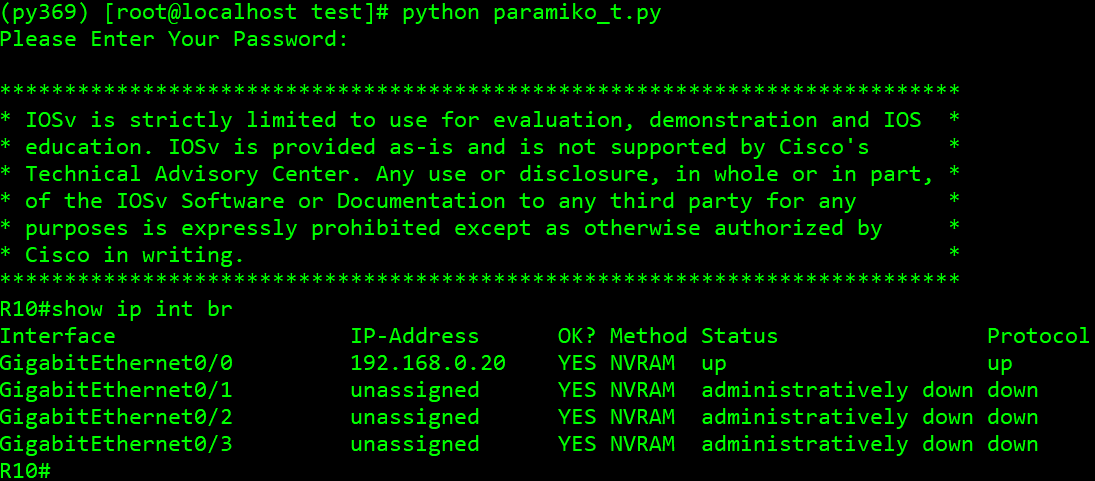 (py369) [root@localhost test]# python paramiko_t.py
Please Enter Your Password:
**************************************************************************
* IOSv is strictly limited to use for evaluation, demonstration and IOS  *
* education. IOSv is provided as-is and is not supported by Cisco's      *
* Technical Advisory Center. Any use or disclosure, in whole or in part, *
* of the IOSv Software or Documentation to any third party for any       *
* purposes is expressly prohibited except as otherwise authorized by     *
* Cisco in writing.                                                      *
**************************************************************************
R10#show ip int br
Interface                  IP-Address      OK? Method Status                Protocol
GigabitEthernet0/0         192.168.0.20    YES NVRAM  up                    up
GigabitEthernet0/1         unassigned      YES NVRAM  administratively down down
GigabitEthernet0/2         unassigned      YES NVRAM  administratively down down
GigabitEthernet0/3         unassigned      YES NVRAM  administratively down down
R10#